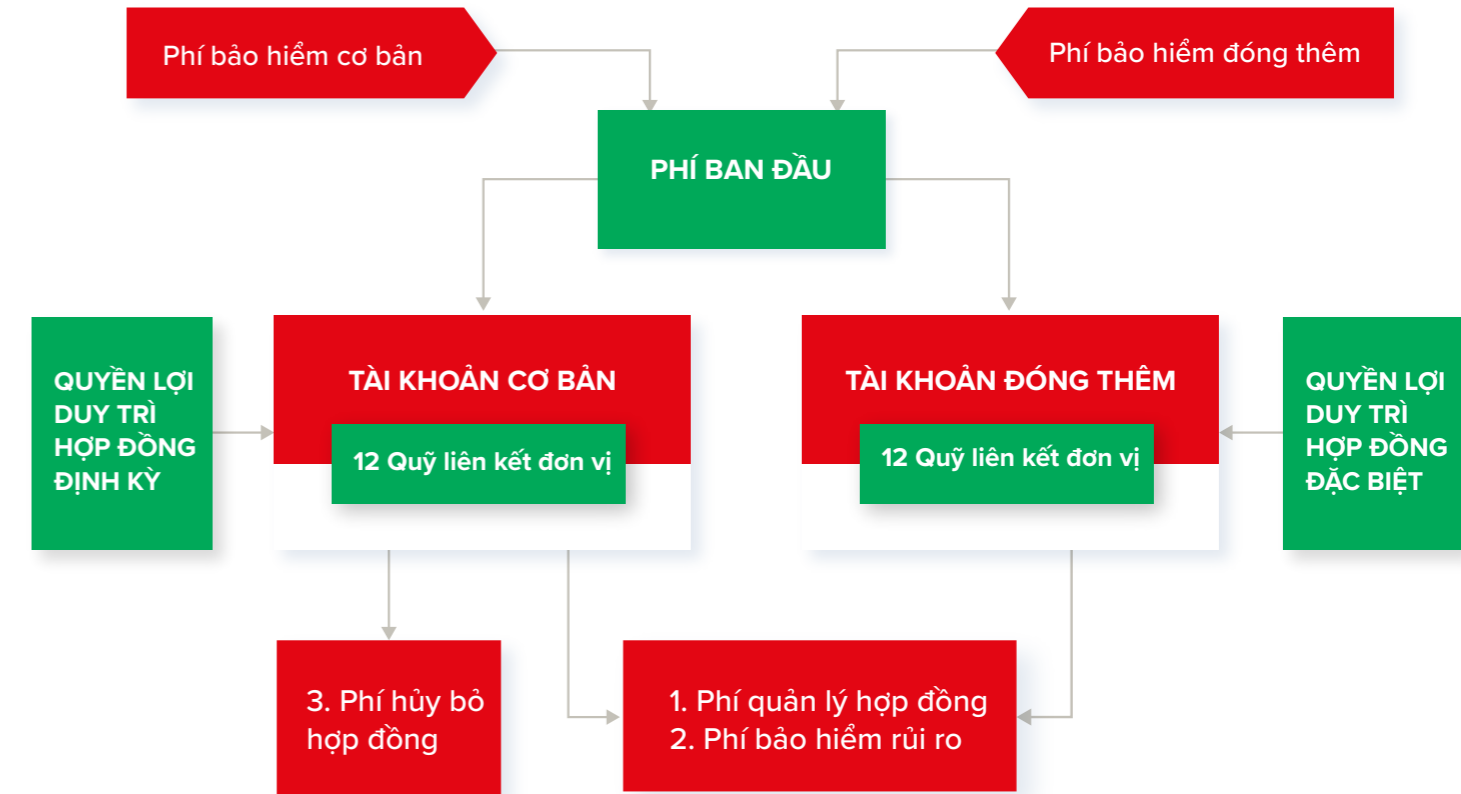 Phí bảo hiểm cơ bản
Phí bảo hiểm đóng thêm
PHÍ BAN ĐẦU
QUYỀN LỢI
DUY TRÌ
HỢP ĐỒNG
ĐỊNH KỲ
TÀI KHOẢN CƠ BẢN
12 Quỹ liên kết đơn vị
TÀI KHOẢN ĐÓNG THÊM
12 Quỹ liên kết đơn vị
QUYỀN LỢI
DUY TRÌ
HỢP ĐỒNG
ĐẶC BIỆT
3. Phí hủy bỏ
hợp đồng
1. Phí quản lý hợp đồng
2. Phí bảo hiểm rủi ro